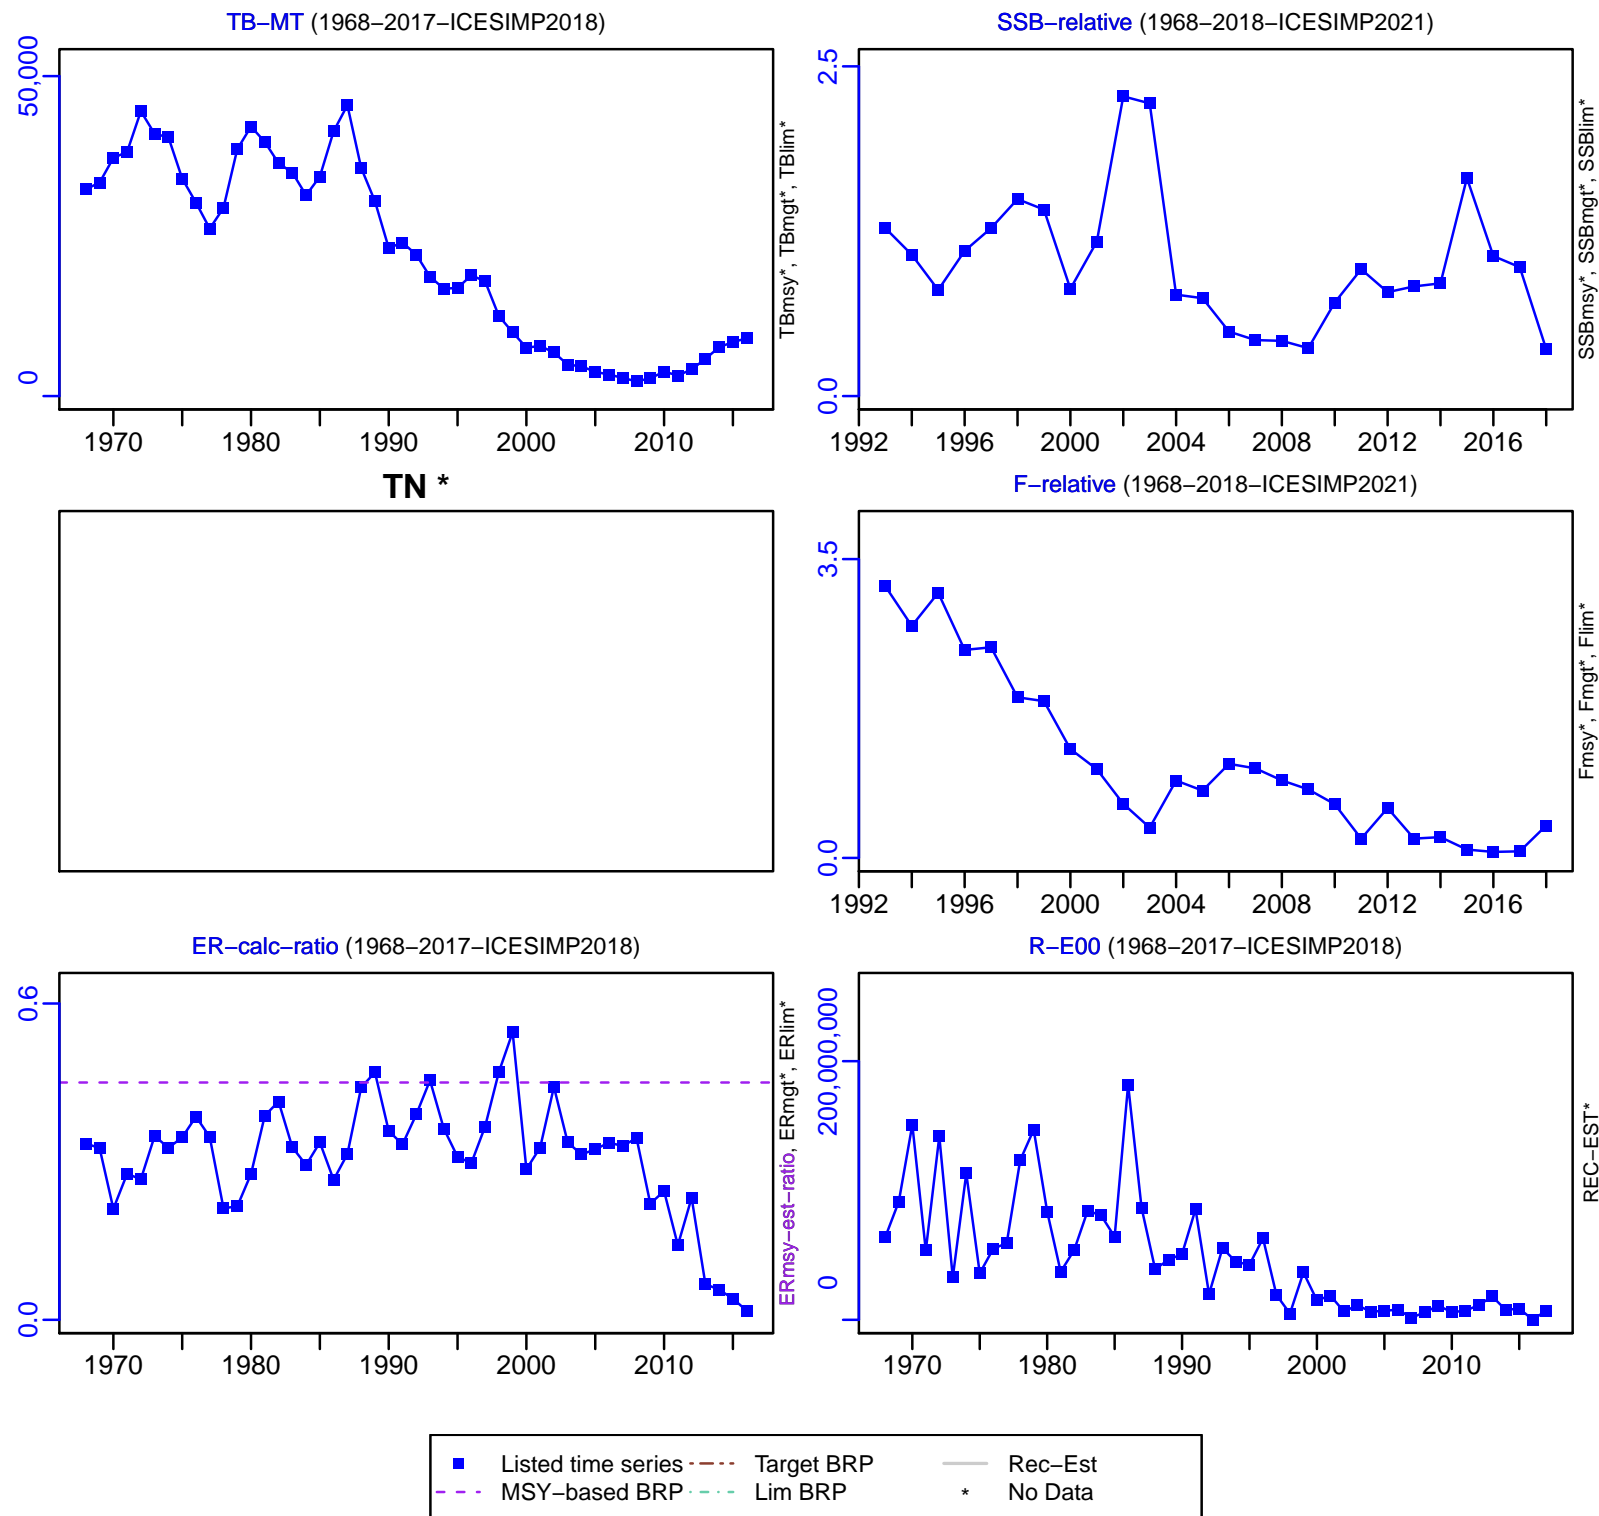 TB−MT (1968−2017−ICESIMP2018)
50,000
0
1970 1980 1990 2000 2010
TBmsy*, TBmgt*, TBlim*
SSB−relative (1968−2018−ICESIMP2021)
2.5
0.0
1992 1996 2000 2004 2008 2012 2016
SSBmsy*, SSBmgt*, SSBlim*
TN *
F−relative (1968−2018−ICESIMP2021)
3.5
0.0
1992 1996 2000 2004 2008 2012 2016
Fmsy*, Fmgt*, Flim*
ER−calc−ratio (1968−2017−ICESIMP2018)
0.6
0.0
1970 1980 1990 2000 2010
ERmsy−est−ratio, ERmgt*, ERlim*
R−E00 (1968−2017−ICESIMP2018)
200,000,000
0
1970 1980 1990 2000 2010
REC−EST*
Listed time series Target BRP Rec−Est
MSY−based BRP Lim BRP * No Data